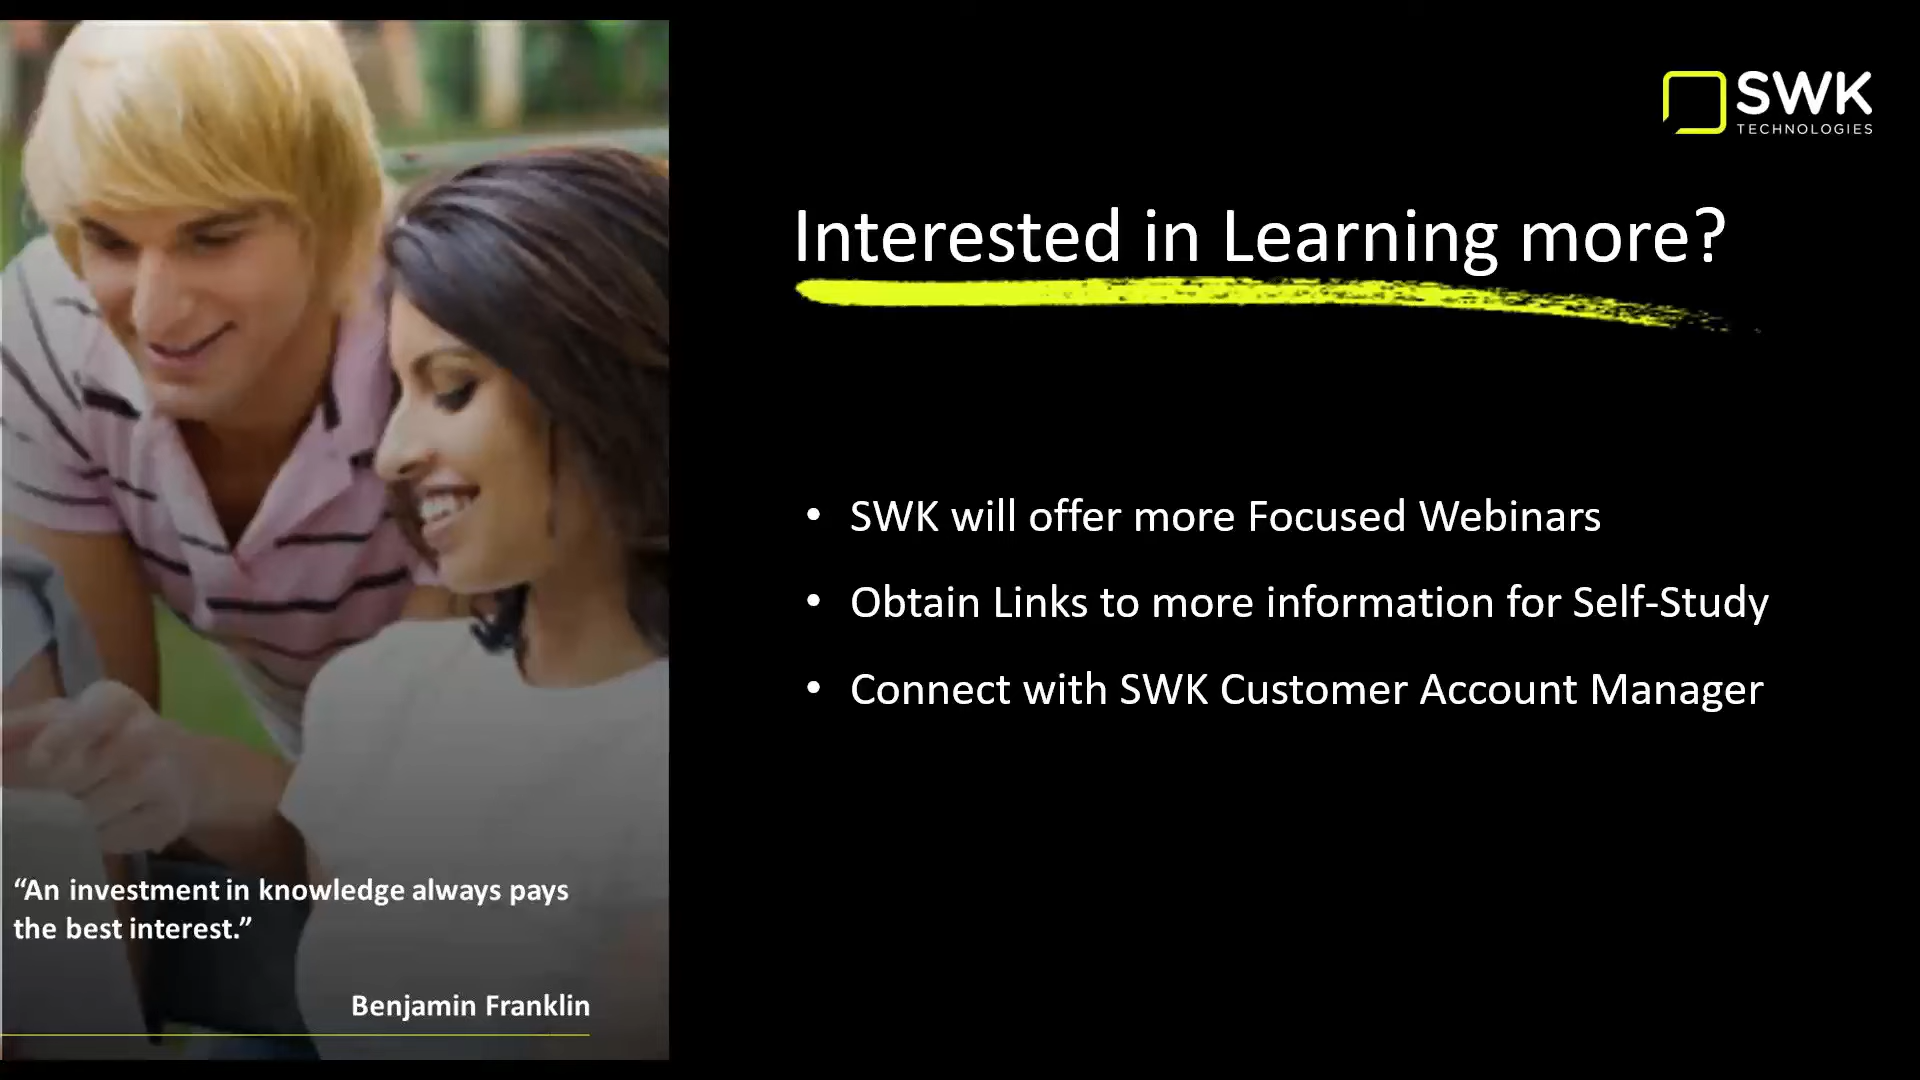 SWK
TECHNOLOGIES
Interested in Learning more?
• SWK will offer more Focused Webinars
• Obtain Links to more information for Self-Study
• Connect with SWK Customer Account Manager
“An investment in knowledge always pays
the best interest.”
Benjamin Franklin